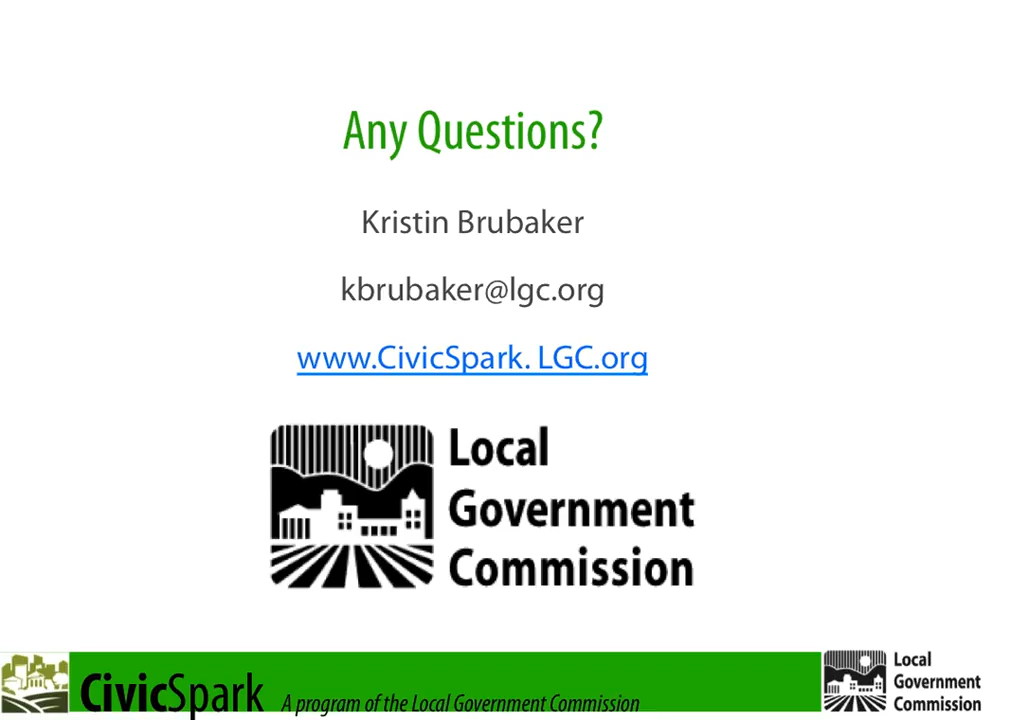 Any Questions?
Kristin Brubaker
kbrubaker@lgc.org
www.CivicSpark. LGC.org
Local
Government
Commission
CivicSpark A program of the Local Government Commission
Local
Government
Commission